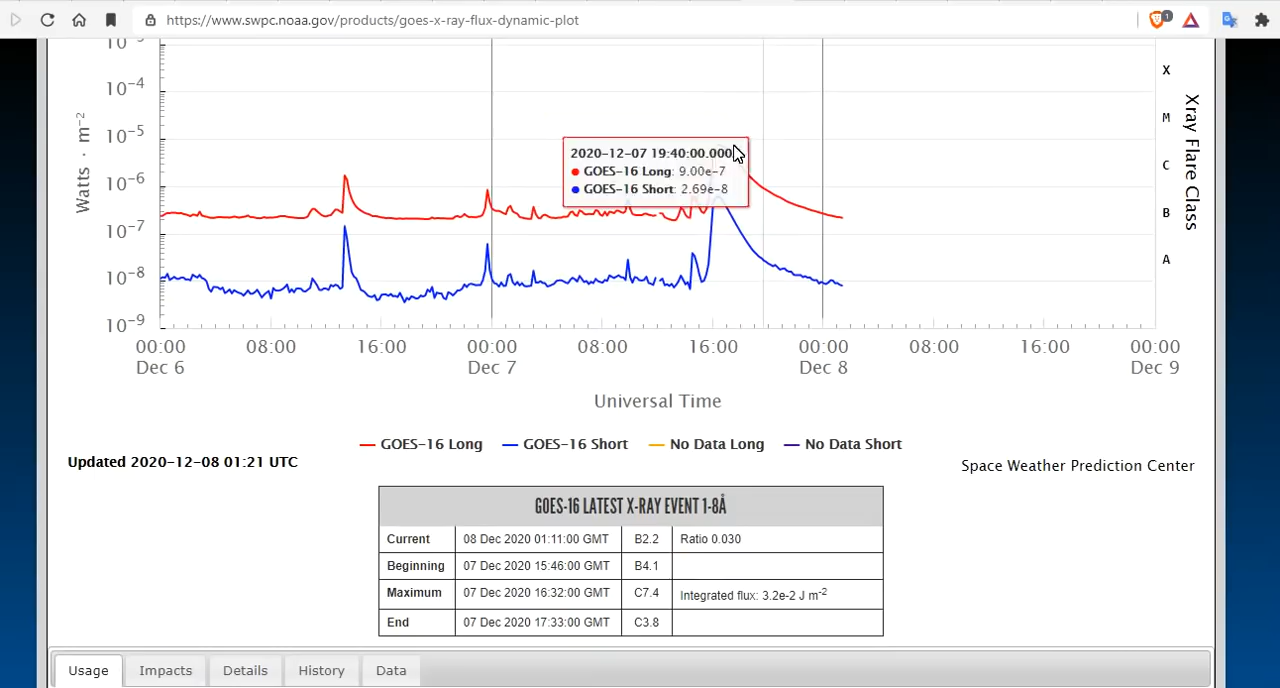 https://www.swpc.noaa.gov/products/goes-x-ray-flux-dynamic-plot
1
X
10⁻⁴
M
Watts · m⁻²
Xray Flare Class
10⁻⁵
2020-12-07 19:40:00.000
C
GOES-16 Long: 9.00e-7
10⁻⁶
GOES-16 Short: 2.69e-8
B
10⁻⁷
A
10⁻⁸
10⁻⁹
00:00 08:00 16:00 00:00 08:00 16:00 00:00 08:00 16:00 00:00
Dec 6 Dec 7 Dec 8 Dec 9
Universal Time
GOES-16 Long GOES-16 Short No Data Long No Data Short
Updated 2020-12-08 01:21 UTC
Space Weather Prediction Center
GOES-16 LATEST X-RAY EVENT 1-8Å
Current 08 Dec 2020 01:11:00 GMT B2.2 Ratio 0.030
Beginning 07 Dec 2020 15:46:00 GMT B4.1
Maximum 07 Dec 2020 16:32:00 GMT C7.4 Integrated flux: 3.2e-2 J m⁻²
End 07 Dec 2020 17:33:00 GMT C3.8
Usage Impacts Details History Data